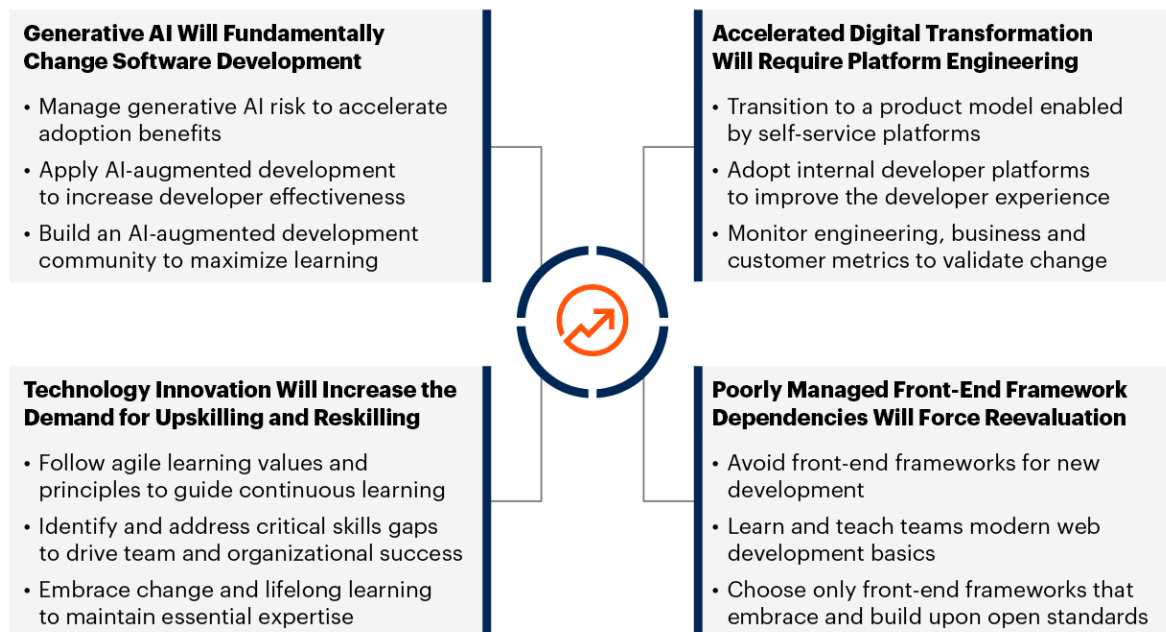 Generative AI Will Fundamentally
Change Software Development
• Manage generative AI risk to accelerate
adoption benefits
• Apply AI-augmented development
to increase developer effectiveness
• Build an AI-augmented development
community to maximize learning
Accelerated Digital Transformation
Will Require Platform Engineering
• Transition to a product model enabled
by self-service platforms
• Adopt internal developer platforms
to improve the developer experience
• Monitor engineering, business and
customer metrics to validate change
Technology Innovation Will Increase the
Demand for Upskilling and Reskilling
• Follow agile learning values and
principles to guide continuous learning
• Identify and address critical skills gaps
to drive team and organizational success
• Embrace change and lifelong learning
to maintain essential expertise
Poorly Managed Front-End Framework
Dependencies Will Force Reevaluation
• Avoid front-end frameworks for new
development
• Learn and teach teams modern web
development basics
• Choose only front-end frameworks that
embrace and build upon open standards